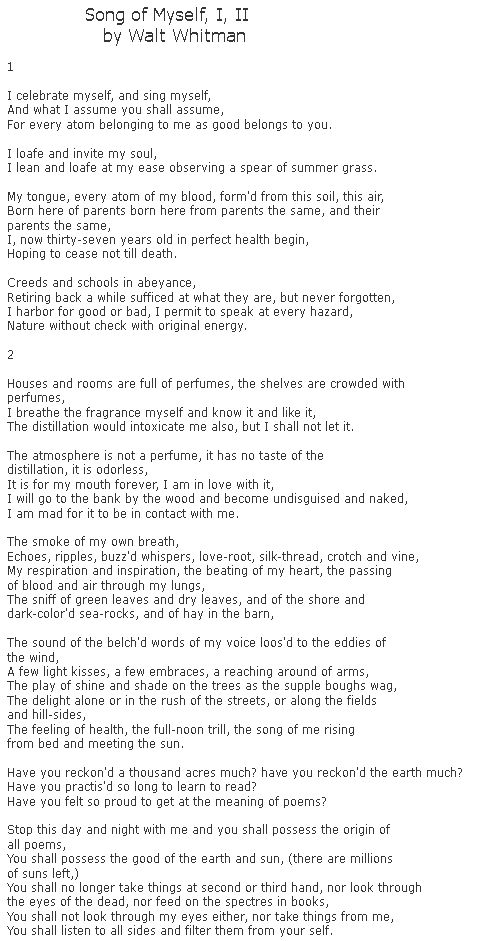 Song of Myself, I, II
by Walt Whitman
1
I celebrate myself, and sing myself,
And what I assume you shall assume,
For every atom belonging to me as good belongs to you.
I loafe and invite my soul,
I lean and loafe at my ease observing a spear of summer grass.
My tongue, every atom of my blood, form'd from this soil, this air,
Born here of parents born here from parents the same, and their
parents the same,
I, now thirty-seven years old in perfect health begin,
Hoping to cease not till death.
Creeds and schools in abeyance,
Retiring back a while sufficed at what they are, but never forgotten,
I harbor for good or bad, I permit to speak at every hazard,
Nature without check with original energy.
2
Houses and rooms are full of perfumes, the shelves are crowded with
perfumes,
I breathe the fragrance myself and know it and like it,
The distillation would intoxicate me also, but I shall not let it.
The atmosphere is not a perfume, it has no taste of the
distillation, it is odorless,
It is for my mouth forever, I am in love with it,
I will go to the bank by the wood and become undisguised and naked,
I am mad for it to be in contact with me.
The smoke of my own breath,
Echoes, ripples, buzz'd whispers, love-root, silk-thread, crotch and vine,
My respiration and inspiration, the beating of my heart, the passing
of blood and air through my lungs,
The sniff of green leaves and dry leaves, and of the shore and
dark-color'd sea-rocks, and of hay in the barn,
The sound of the belch'd words of my voice loos'd to the eddies of
the wind,
A few light kisses, a few embraces, a reaching around of arms,
The play of shine and shade on the trees as the supple boughs wag,
The delight alone or in the rush of the streets, or along the fields
and hill-sides,
The feeling of health, the full-noon trill, the song of me rising
from bed and meeting the sun.
Have you reckon'd a thousand acres much? have you reckon'd the earth much?
Have you practis'd so long to learn to read?
Have you felt so proud to get at the meaning of poems?
Stop this day and night with me and you shall possess the origin of
all poems,
You shall possess the good of the earth and sun, (there are millions
of suns left,)
You shall no longer take things at second or third hand, nor look through
the eyes of the dead, nor feed on the spectres in books,
You shall not look through my eyes either, nor take things from me,
You shall listen to all sides and filter them from your self.